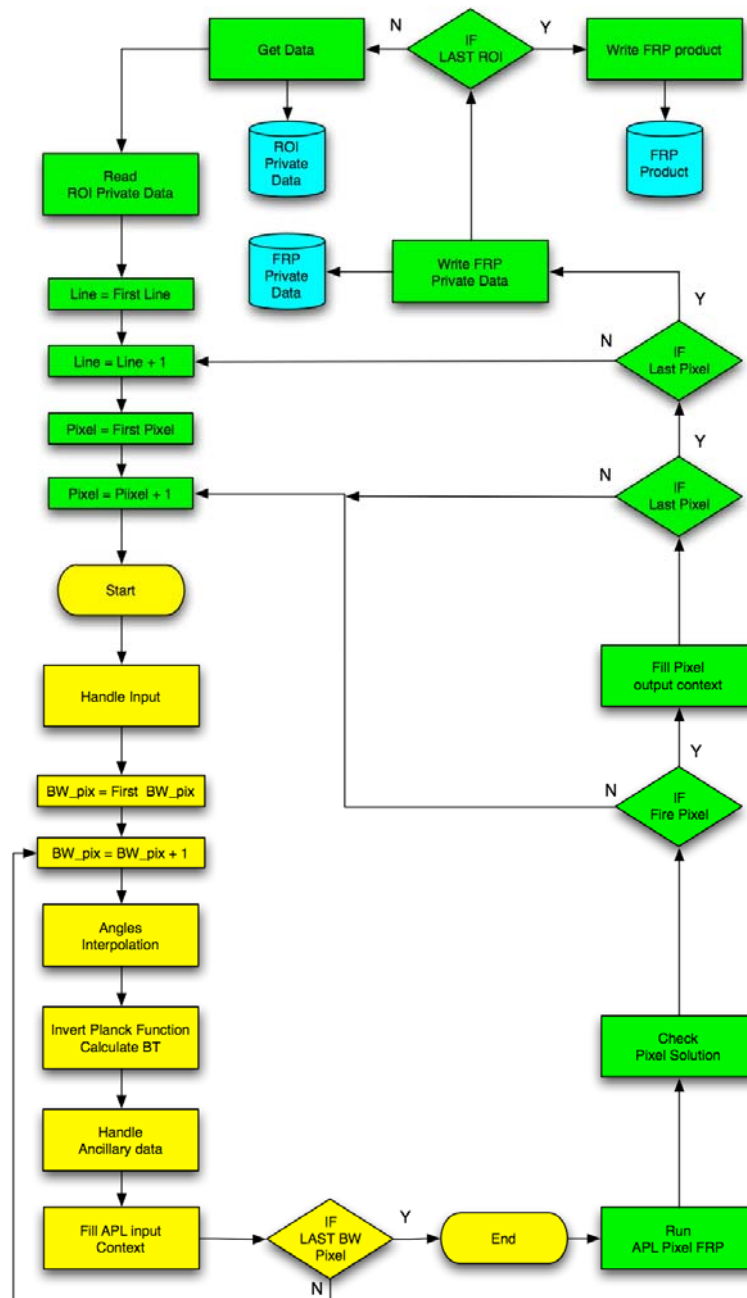 N
IF
LAST ROI
Y
Get Data
Write FRP product
ROI
Private
Data
FRP
Product
Read
ROI Private Data
FRP
Private
Data
Write FRP
Private Data
Line = First Line
Y
N
IF
Last Pixel
Line = Line + 1
Pixel = First Pixel
Y
N
IF
Last Pixel
Pixel = Piixel + 1
Start
Fill Pixel
output context
Handle Input
Y
N
IF
Fire Pixel
BW_pix = First BW_pix
BW_pix = BW_pix + 1
Angles
Interpolation
Invert Planck Function
Calculate BT
Check
Pixel Solution
Handle
Ancillary data
Fill APL input
Context
IF
LAST BW
Pixel
Y
End
Run
APL Pixel FRP
N